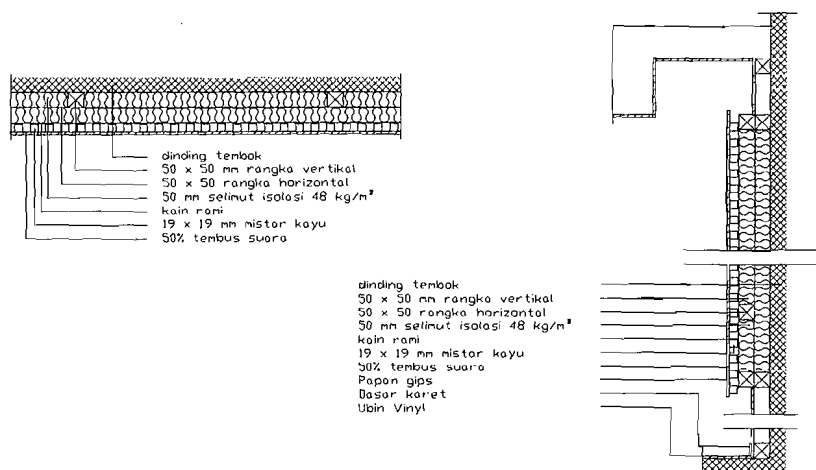 dinding tembok
50 x 50 mm rangka vertikal
50 x 50 rangka horizontal
50 mm selimut isolasi 48 kg/m³
kain rami
19 x 19 mm mistar kayu
50% tembus suara
dinding tembok
50 x 50 mm rangka vertikal
50 x 50 rangka horizontal
50 mm selimut isolasi 48 kg/m³
kain rami
19 x 19 mm mistar kayu
50% tembus suara
Papan gips
Dasar karet
Ubin Vinyl